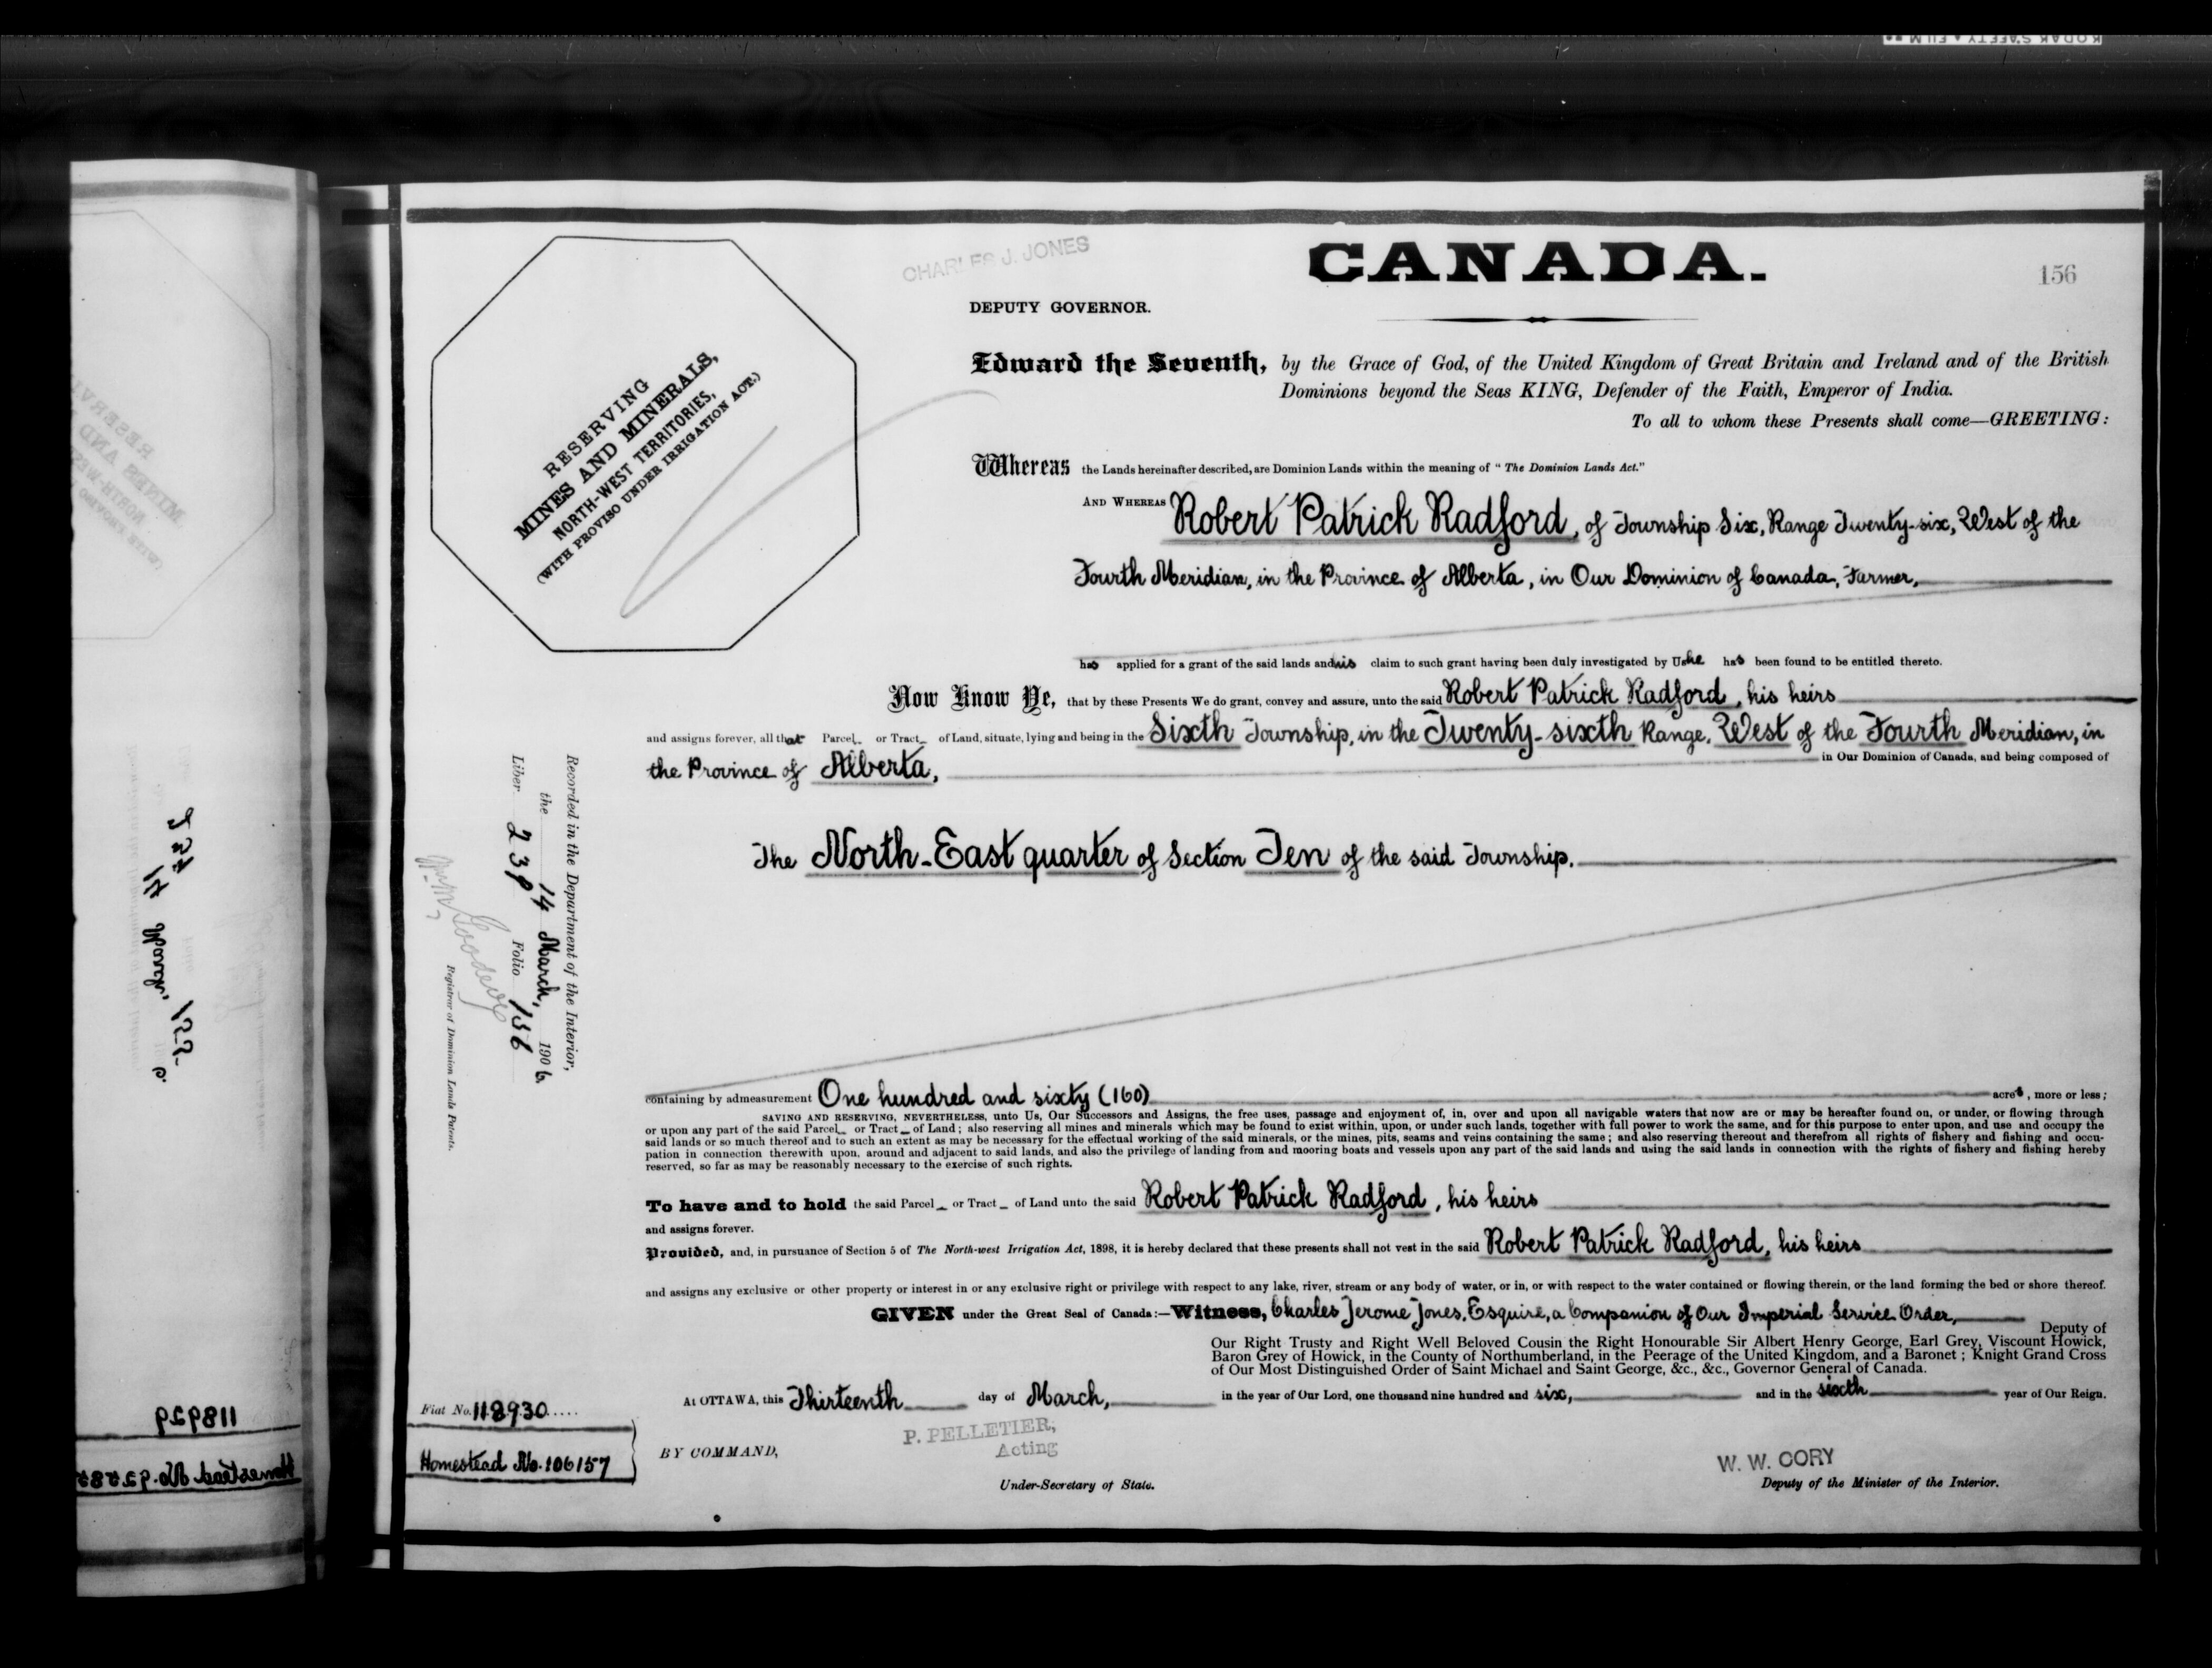 KODAK SAFETY FILM
CHARLES J. JONES
CANADA.
156
DEPUTY GOVERNOR.
RESERVING
MINES AND MINERALS,
NORTH-WEST TERRITORIES,
(WITH PROVISO UNDER IRRIGATION ACT.)
Edward the Seventh, by the Grace of God, of the United Kingdom of Great Britain and Ireland and of the British
Dominions beyond the Seas KING, Defender of the Faith, Emperor of India.
To all to whom these Presents shall come—GREETING:
Whereas the Lands hereinafter described, are Dominion Lands within the meaning of "The Dominion Lands Act."
AND WHEREAS Robert Patrick Radford, of Township Six, Range Twenty-six, West of the
Fourth Meridian, in the Province of Alberta, in Our Dominion of Canada, Farmer,
has applied for a grant of the said lands and his claim to such grant having been duly investigated by Us he has been found to be entitled thereto.
Now Know Ye, that by these Presents We do grant, convey and assure, unto the said Robert Patrick Radford, his heirs
and assigns forever, all that Parcel or Tract of Land, situate, lying and being in the Sixth Township, in the Twenty-sixth Range, West of the Fourth Meridian, in
the Province of Alberta, in Our Dominion of Canada, and being composed of
The North-East quarter of Section Ten of the said Township.
Recorded in the Department of the Interior,
the 14 March, 1906.
Liber 239 Folio 156
Registrar of Dominion Lands Patents.
containing by admeasurement One hundred and sixty (160) acres, more or less;
SAVING AND RESERVING, NEVERTHELESS, unto Us, Our Successors and Assigns, the free uses, passage and enjoyment of, in, over and upon all navigable waters that now are or may be hereafter found on, or under, or flowing through
or upon any part of the said Parcel or Tract of Land; also reserving all mines and minerals which may be found to exist within, upon, or under such lands, together with full power to work the same, and for this purpose to enter upon, and use and occupy the
said lands or so much thereof and to such an extent as may be necessary for the effectual working of the said minerals, or the mines, pits, seams and veins containing the same; and also reserving thereout and therefrom all rights of fishery and fishing and occu-
pation in connection therewith upon, around and adjacent to said lands, and also the privilege of landing from and mooring boats and vessels upon any part of the said lands and using the said lands in connection with the rights of fishery and fishing hereby
reserved, so far as may be reasonably necessary to the exercise of such rights.
To have and to hold the said Parcel or Tract of Land unto the said Robert Patrick Radford, his heirs
and assigns forever.
Provided, and, in pursuance of Section 5 of The North-west Irrigation Act, 1898, it is hereby declared that these presents shall not vest in the said Robert Patrick Radford, his heirs
and assigns any exclusive or other property or interest in or any exclusive right or privilege with respect to any lake, river, stream or any body of water, or in, or with respect to the water contained or flowing therein, or the land forming the bed or shore thereof.
GIVEN under the Great Seal of Canada:—Witness, Charles Jerome Jones, Esquire, a Companion of Our Imperial Service Order, Deputy of
Our Right Trusty and Right Well Beloved Cousin the Right Honourable Sir Albert Henry George, Earl Grey, Viscount Howick,
Baron Grey of Howick, in the County of Northumberland, in the Peerage of the United Kingdom, and a Baronet; Knight Grand Cross
of Our Most Distinguished Order of Saint Michael and Saint George, &c., &c., Governor General of Canada.
At OTTAWA, this Thirteenth day of March, in the year of Our Lord, one thousand nine hundred and six, and in the sixth year of Our Reign.
Fiat No. 118930.....
Homestead No. 106157
BY COMMAND,
P. PELLETIER,
Acting
Under-Secretary of State.
W. W. CORY
Deputy of the Minister of the Interior.
118929